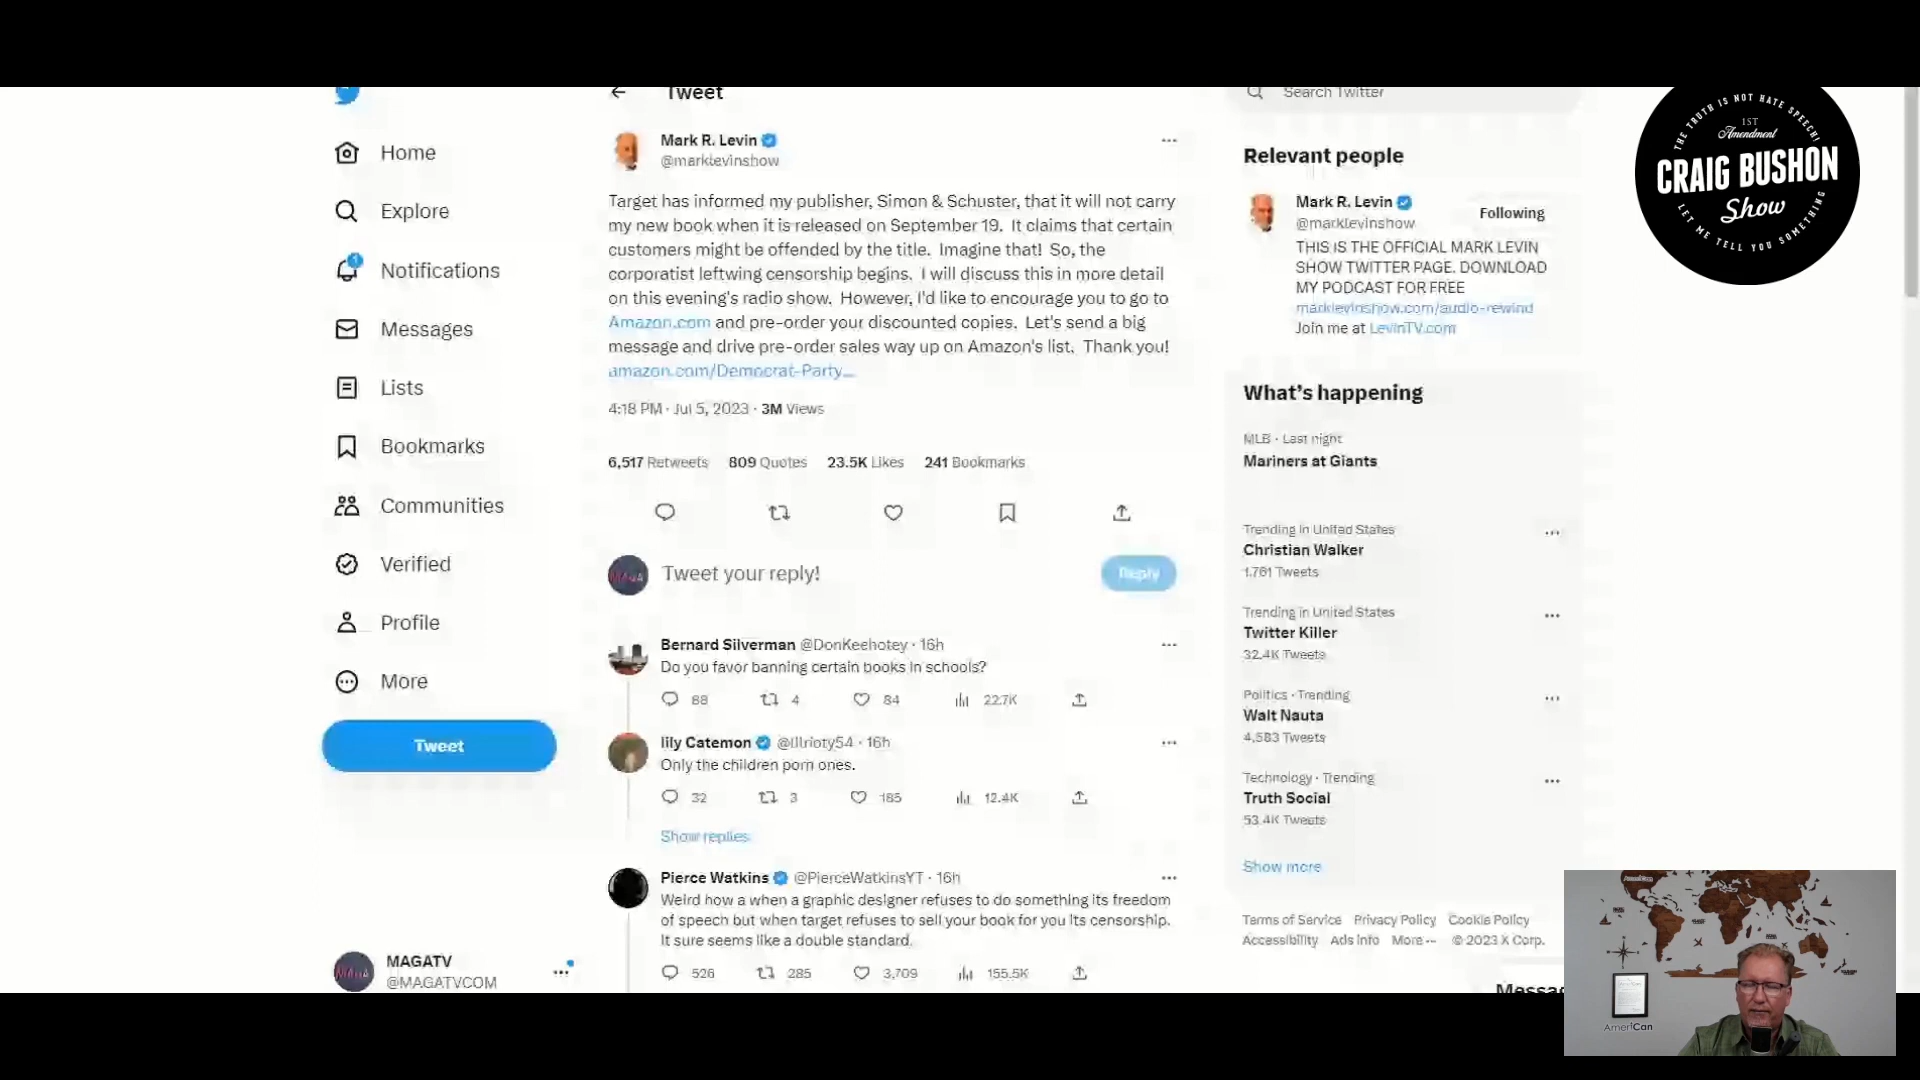 Tweet
Search Twitter
Home
Explore
1
Notifications
Messages
Lists
Bookmarks
Communities
Verified
Profile
More
Tweet
MAGATV
@MAGATVCOM
Mark R. Levin
@marklevinshow
Target has informed my publisher, Simon & Schuster, that it will not carry
my new book when it is released on September 19.  It claims that certain
customers might be offended by the title.  Imagine that!  So, the
corporatist leftwing censorship begins.  I will discuss this in more detail
on this evening's radio show.  However, I'd like to encourage you to go to
Amazon.com and pre-order your discounted copies.  Let's send a big
message and drive pre-order sales way up on Amazon's list.  Thank you!
amazon.com/Democrat-Party...
4:18 PM · Jul 5, 2023 · 3M Views
6,517 Retweets 809 Quotes 23.5K Likes 241 Bookmarks
Tweet your reply!
Reply
Bernard Silverman @DonKeehotey · 16h
Do you favor banning certain books in schools?
88 4 84 22.7K
lily Catemon @lilrioty54 · 16h
Only the children porn ones.
32 3 185 12.4K
Show replies
Pierce Watkins @PierceWatkinsYT · 16h
Weird how a when a graphic designer refuses to do something its freedom
of speech but when target refuses to sell your book for you its censorship.
It sure seems like a double standard.
526 285 3,709 155.5K
Relevant people
Mark R. Levin
@marklevinshow
Following
THIS IS THE OFFICIAL MARK LEVIN
SHOW TWITTER PAGE. DOWNLOAD
MY PODCAST FOR FREE
marklevinshow.com/audio-rewind
Join me at LevinTV.com
What's happening
MLB · Last night
Mariners at Giants
Trending in United States
Christian Walker
1,761 Tweets
Trending in United States
Twitter Killer
32.4K Tweets
Politics · Trending
Walt Nauta
4,583 Tweets
Technology · Trending
Truth Social
53.4K Tweets
Show more
Terms of Service Privacy Policy Cookie Policy
Accessibility Ads info More ··· © 2023 X Corp.
Messa
THE TRUTH IS NOT HATE SPEECH!
1ST
Amendment
CRAIG BUSHON
Show
LET ME TELL YOU SOMETHING
AmeriCan